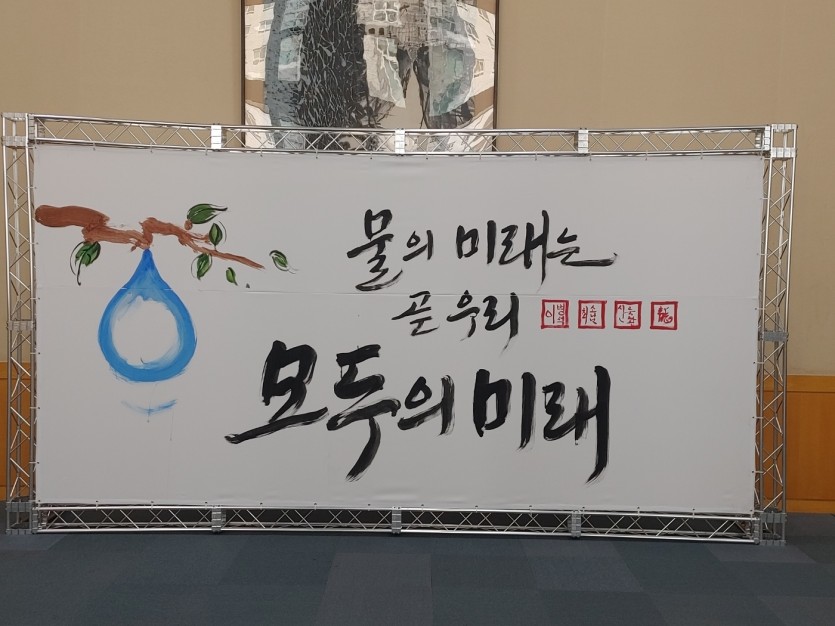 물의 미래는
곧 우리
모두의 미래